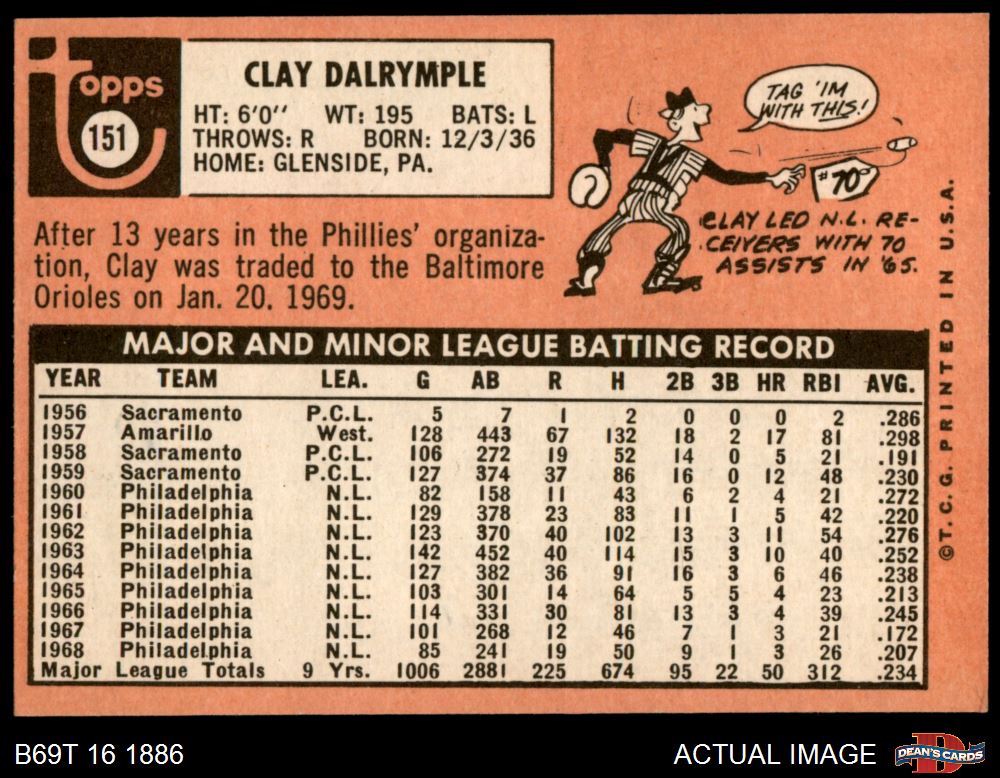 topps
151
CLAY DALRYMPLE
HT: 6'0" WT: 195 BATS: L
THROWS: R BORN: 12/3/36
HOME: GLENSIDE, PA.
TAG 'IM
WITH THIS!
#70
CLAY LED N.L. RE-
CEIVERS WITH 70
ASSISTS IN '65.
After 13 years in the Phillies' organiza-
tion, Clay was traded to the Baltimore
Orioles on Jan. 20, 1969.
MAJOR AND MINOR LEAGUE BATTING RECORD
YEAR TEAM LEA. G AB R H 2B 3B HR RBI AVG.
1956 Sacramento P.C.L. 5 7 1 2 0 0 0 2 .286
1957 Amarillo West. 128 443 67 132 18 2 17 81 .298
1958 Sacramento P.C.L. 106 272 19 52 14 0 5 21 .191
1959 Sacramento P.C.L. 127 374 37 86 16 0 12 48 .230
1960 Philadelphia N.L. 82 158 11 43 6 2 4 21 .272
1961 Philadelphia N.L. 129 378 23 83 11 1 5 42 .220
1962 Philadelphia N.L. 123 370 40 102 13 3 11 54 .276
1963 Philadelphia N.L. 142 452 40 114 15 3 10 40 .252
1964 Philadelphia N.L. 127 382 36 91 16 3 6 46 .238
1965 Philadelphia N.L. 103 301 14 64 5 5 4 23 .213
1966 Philadelphia N.L. 114 331 30 81 13 3 4 39 .245
1967 Philadelphia N.L. 101 268 12 46 7 1 3 21 .172
1968 Philadelphia N.L. 85 241 19 50 9 1 3 26 .207
Major League Totals 9 Yrs. 1006 2881 225 674 95 22 50 312 .234
©T.C.G. PRINTED IN U.S.A.
B69T 16 1886
ACTUAL IMAGE
D
DEAN'S CARDS